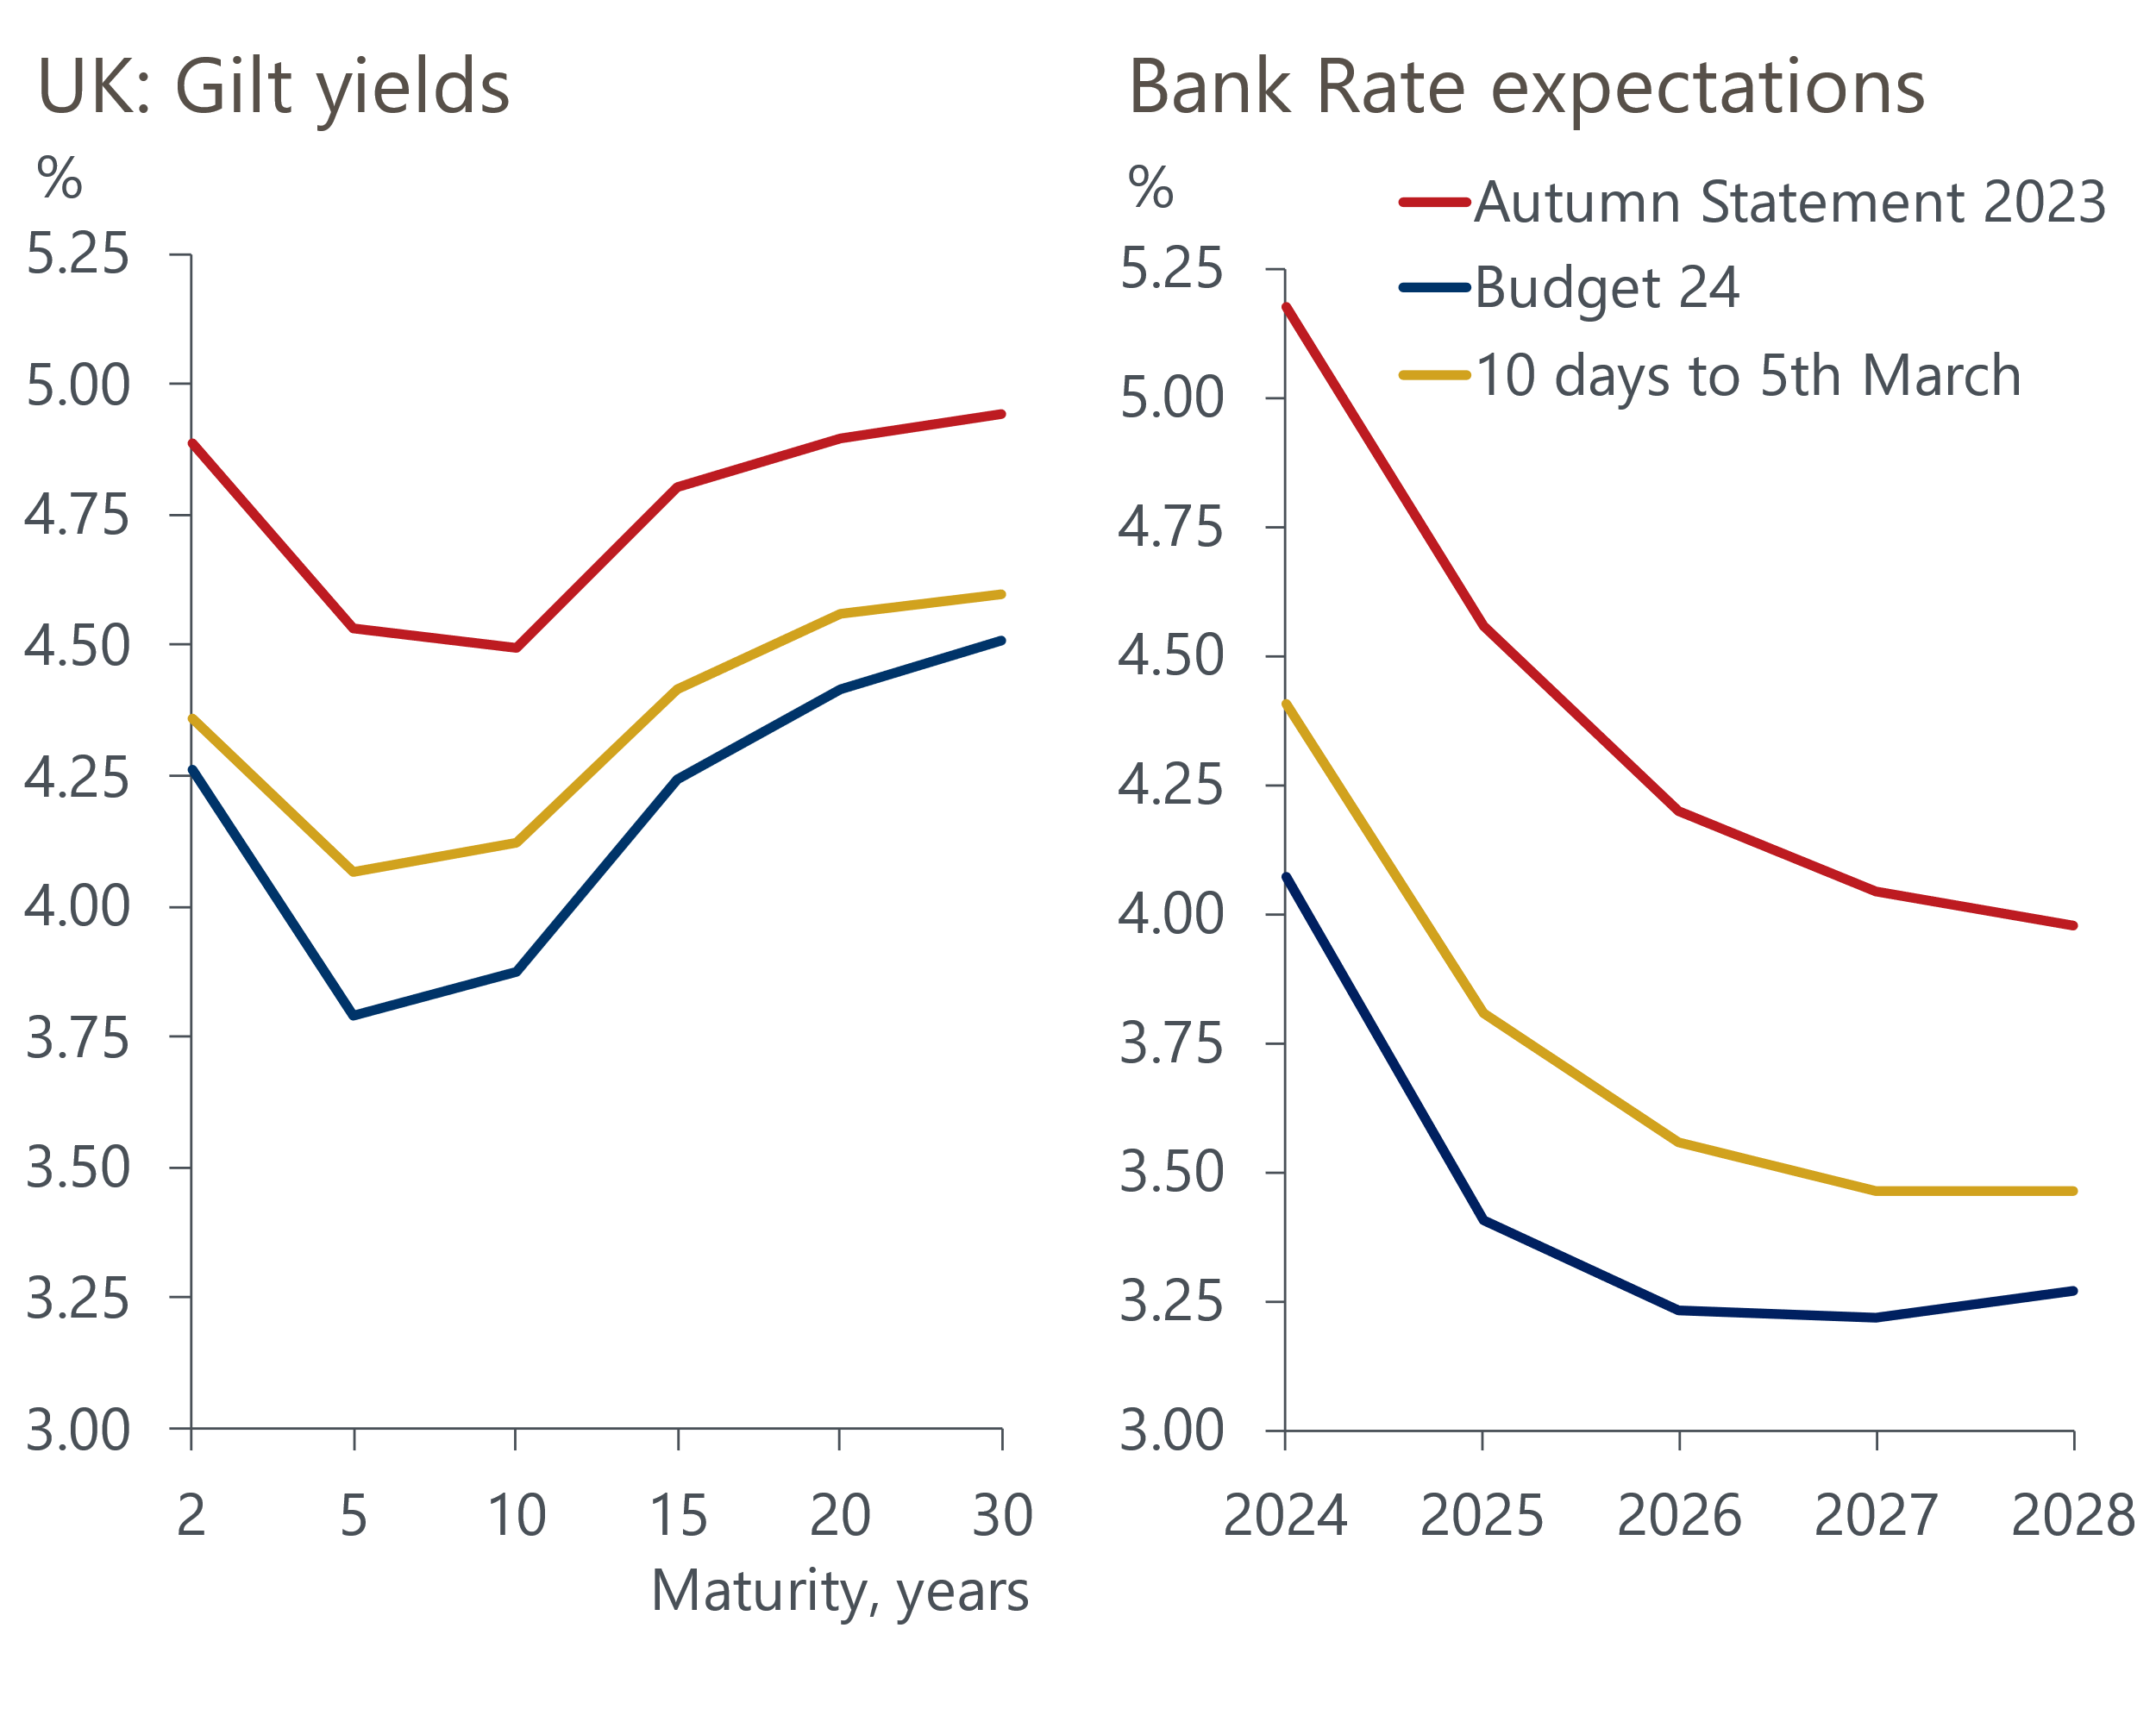 UK: Gilt yields
%
5.25
5.00
4.75
4.50
4.25
4.00
3.75
3.50
3.25
3.00
2 5 10 15 20 30
Maturity, years
Bank Rate expectations
%
Autumn Statement 2023
Budget 24
10 days to 5th March
5.25
5.00
4.75
4.50
4.25
4.00
3.75
3.50
3.25
3.00
2024 2025 2026 2027 2028